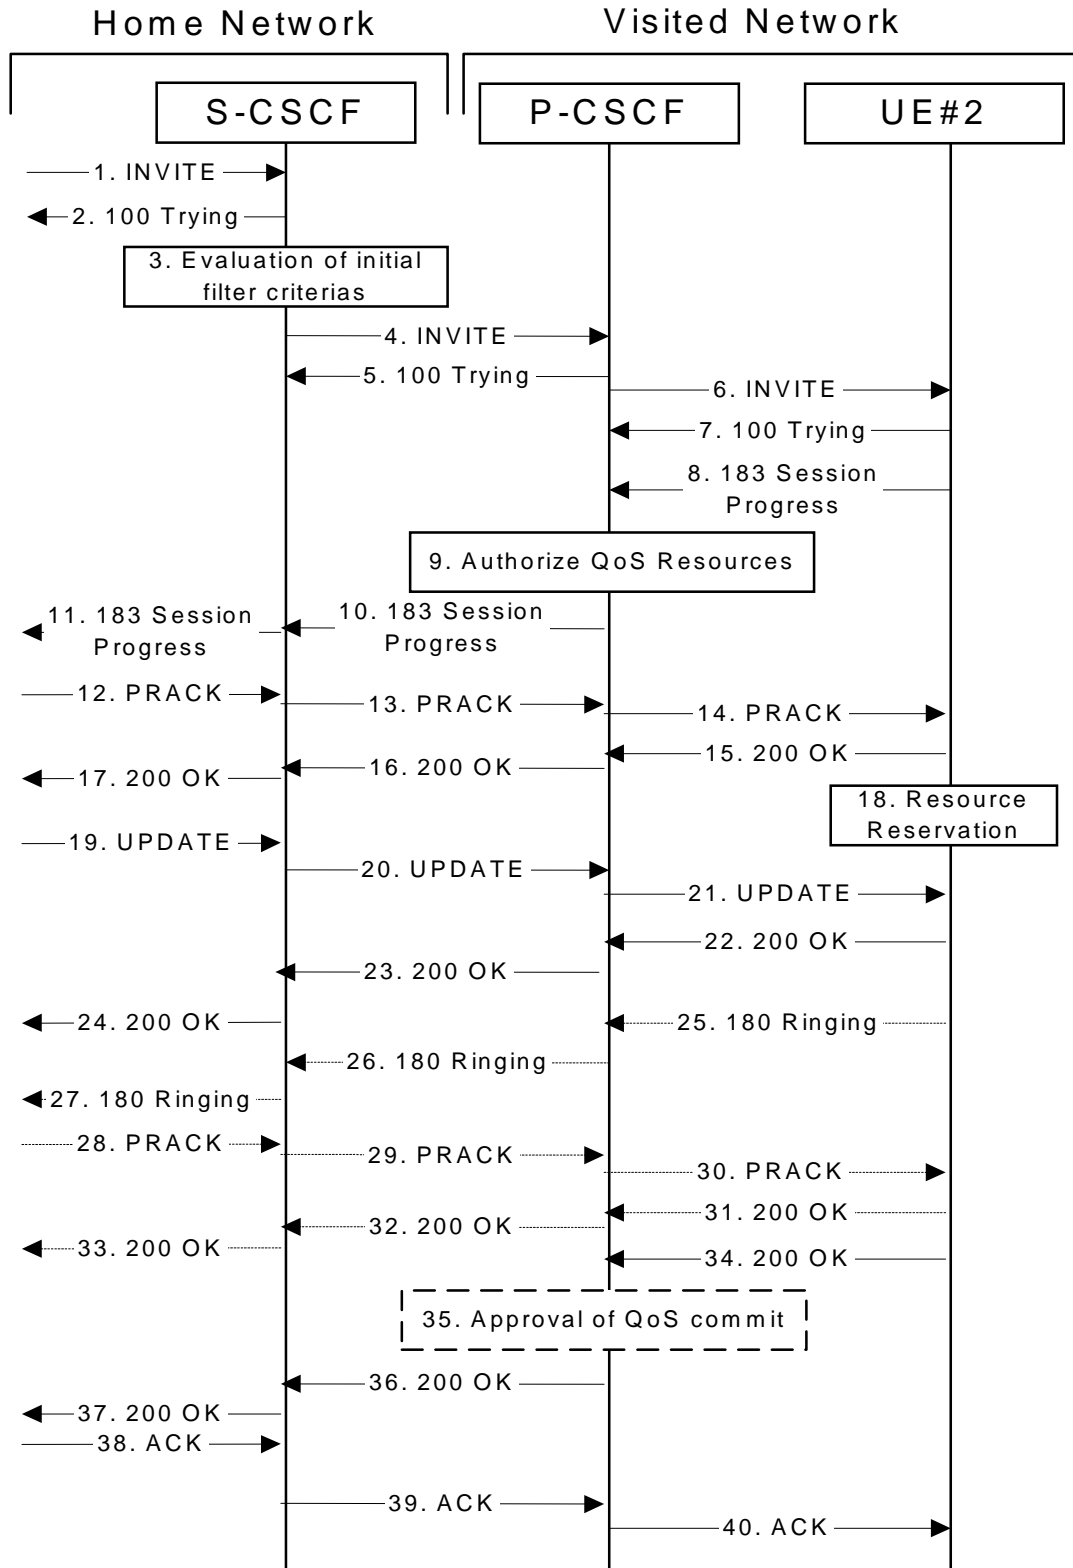 Home Network
Visited Network
S-CSCF
P-CSCF
UE#2
1. INVITE
2. 100 Trying
3. Evaluation of initial
filter criterias
4. INVITE
5. 100 Trying
6. INVITE
7. 100 Trying
8. 183 Session
Progress
9. Authorize QoS Resources
10. 183 Session
Progress
11. 183 Session
Progress
12. PRACK
13. PRACK
14. PRACK
15. 200 OK
16. 200 OK
17. 200 OK
18. Resource
Reservation
19. UPDATE
20. UPDATE
21. UPDATE
22. 200 OK
23. 200 OK
24. 200 OK
25. 180 Ringing
26. 180 Ringing
27. 180 Ringing
28. PRACK
29. PRACK
30. PRACK
31. 200 OK
32. 200 OK
33. 200 OK
34. 200 OK
35. Approval of QoS commit
36. 200 OK
37. 200 OK
38. ACK
39. ACK
40. ACK